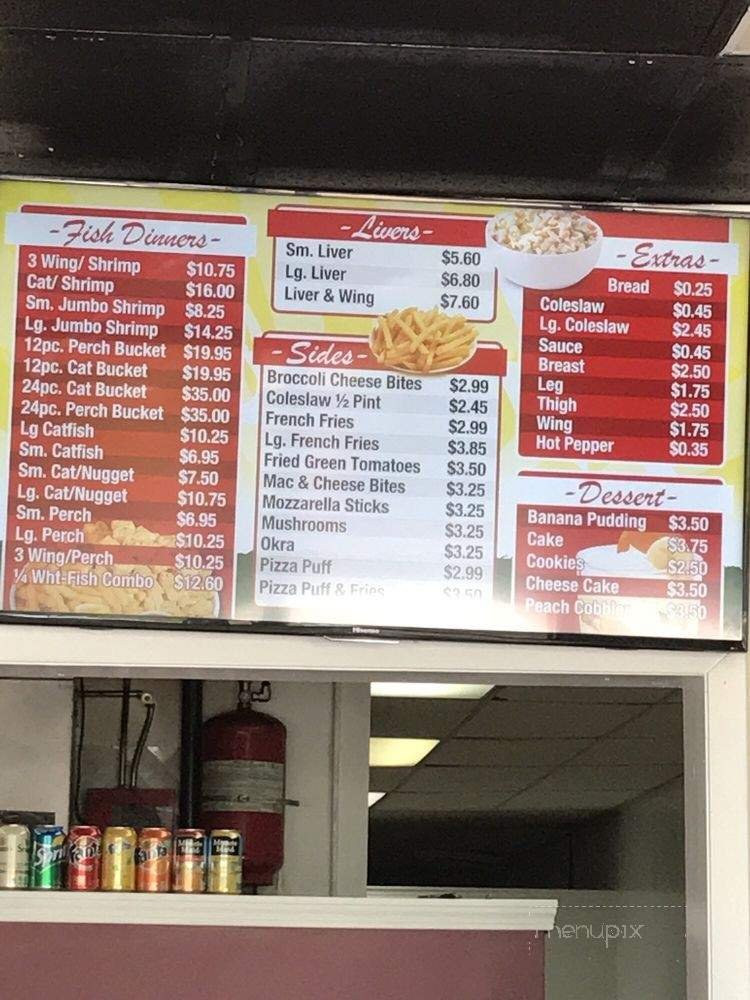 -Fish Dinners-
3 Wing/ Shrimp $10.75
Cat/ Shrimp $16.00
Sm. Jumbo Shrimp $8.25
Lg. Jumbo Shrimp $14.25
12pc. Perch Bucket $19.95
12pc. Cat Bucket $19.95
24pc. Cat Bucket $35.00
24pc. Perch Bucket $35.00
Lg Catfish $10.25
Sm. Catfish $6.95
Sm. Cat/Nugget $7.50
Lg. Cat/Nugget $10.75
Sm. Perch $6.95
Lg. Perch $10.25
3 Wing/Perch $10.25
¼ Wht-Fish Combo $12.60
-Livers-
Sm. Liver $5.60
Lg. Liver $6.80
Liver & Wing $7.60
-Sides-
Broccoli Cheese Bites $2.99
Coleslaw ½ Pint $2.45
French Fries $2.99
Lg. French Fries $3.85
Fried Green Tomatoes $3.50
Mac & Cheese Bites $3.25
Mozzarella Sticks $3.25
Mushrooms $3.25
Okra $3.25
Pizza Puff $2.99
Pizza Puff & Fries $3.50
-Extras-
Bread $0.25
Coleslaw $0.45
Lg. Coleslaw $2.45
Sauce $0.45
Breast $2.50
Leg $1.75
Thigh $2.50
Wing $1.75
Hot Pepper $0.35
-Dessert-
Banana Pudding $3.50
Cake $3.75
Cookies $2.50
Cheese Cake $3.50
Peach Cobbler $3.50
Hisense
Sprite
Fanta
Fanta
Minute Maid
Minute Maid
menupix